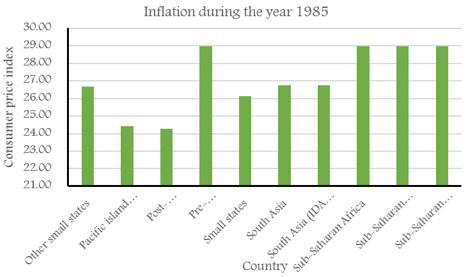 Inflation during the year 1985
Consumer price index
30.00
29.00
28.00
27.00
26.00
25.00
24.00
23.00
22.00
21.00
Other small states
Pacific island...
Post-...
Pre-...
Small states
South Asia
South Asia (IDA...
Sub-Saharan Africa
Sub-Saharan...
Sub-Saharan...
Country